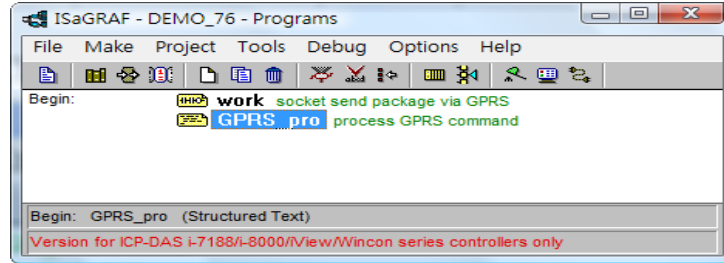 ISaGRAF - DEMO_76 - Programs
File Make Project Tools Debug Options Help
Begin: work socket send package via GPRS
GPRS_pro process GPRS command
Begin: GPRS_pro (Structured Text)
Version for ICP-DAS i-7188/i-8000/iView/Wincon series controllers only